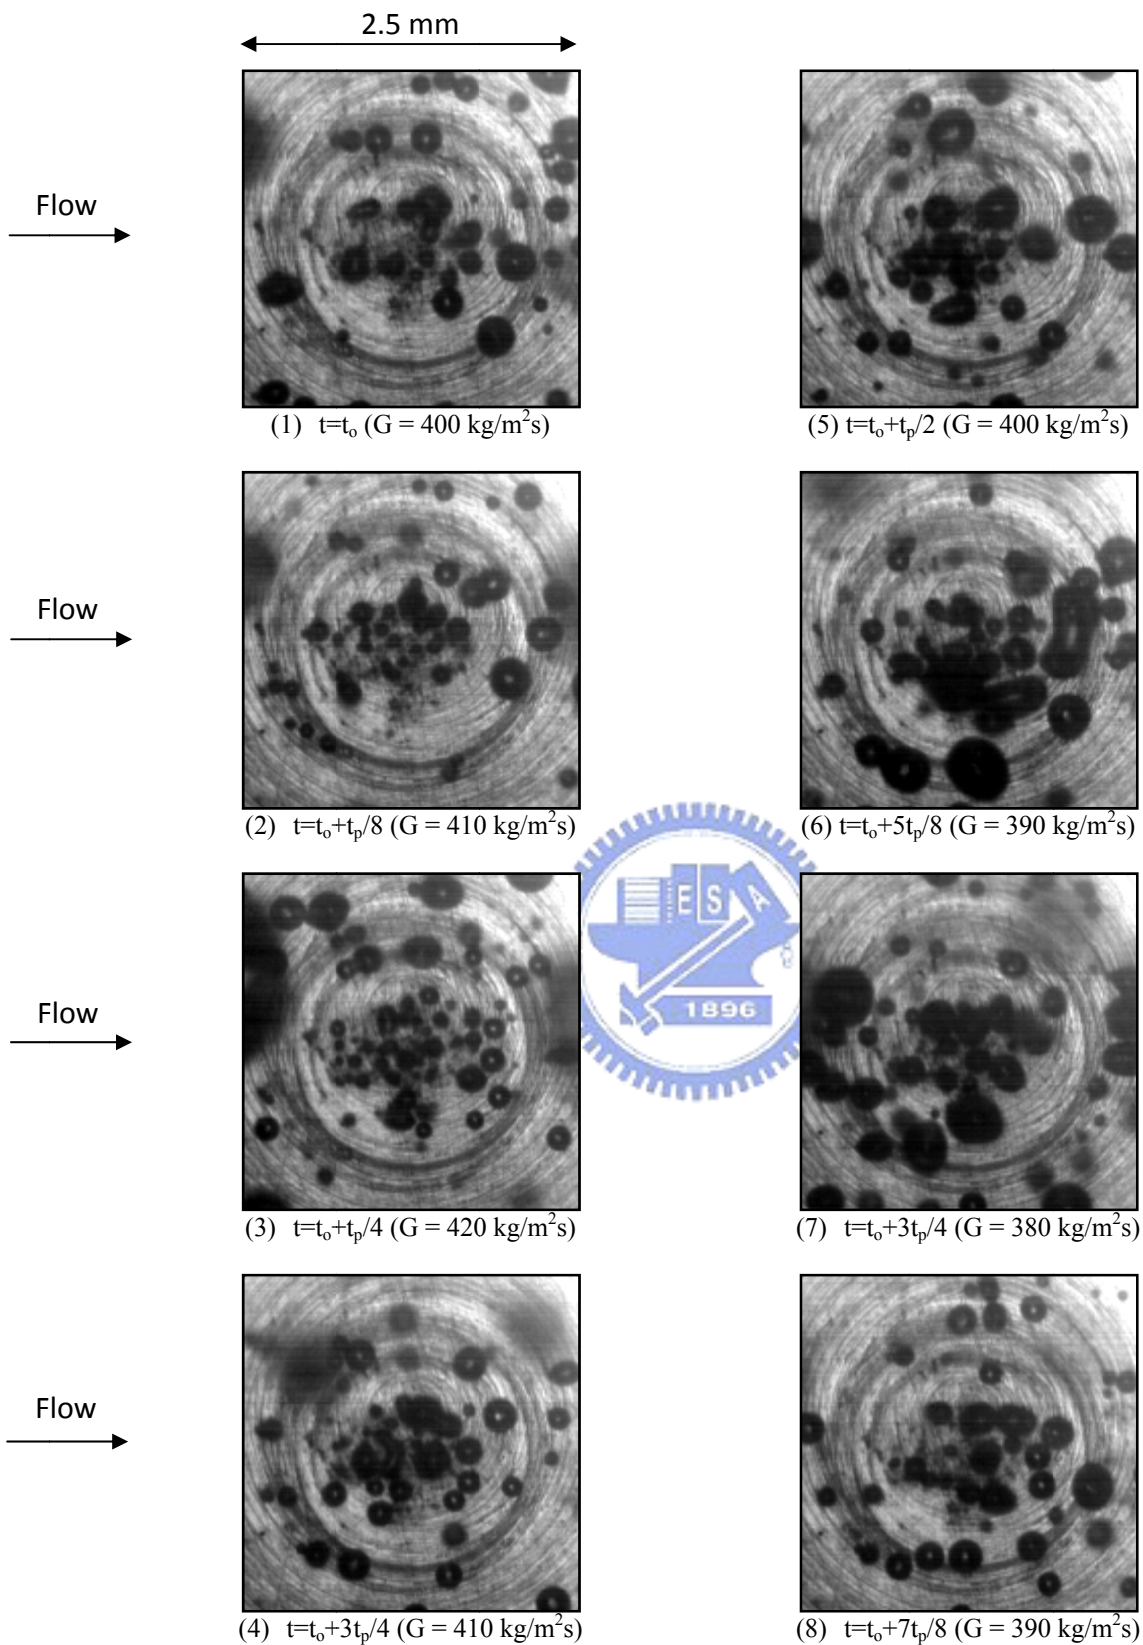 2.5 mm
Flow
(1) t=tₒ (G = 400 kg/m²s)
(5) t=tₒ+tₚ/2 (G = 400 kg/m²s)
Flow
(2) t=tₒ+tₚ/8 (G = 410 kg/m²s)
(6) t=tₒ+5tₚ/8 (G = 390 kg/m²s)
E S A
1896
Flow
(3) t=tₒ+tₚ/4 (G = 420 kg/m²s)
(7) t=tₒ+3tₚ/4 (G = 380 kg/m²s)
Flow
(4) t=tₒ+3tₚ/4 (G = 410 kg/m²s)
(8) t=tₒ+7tₚ/8 (G = 390 kg/m²s)